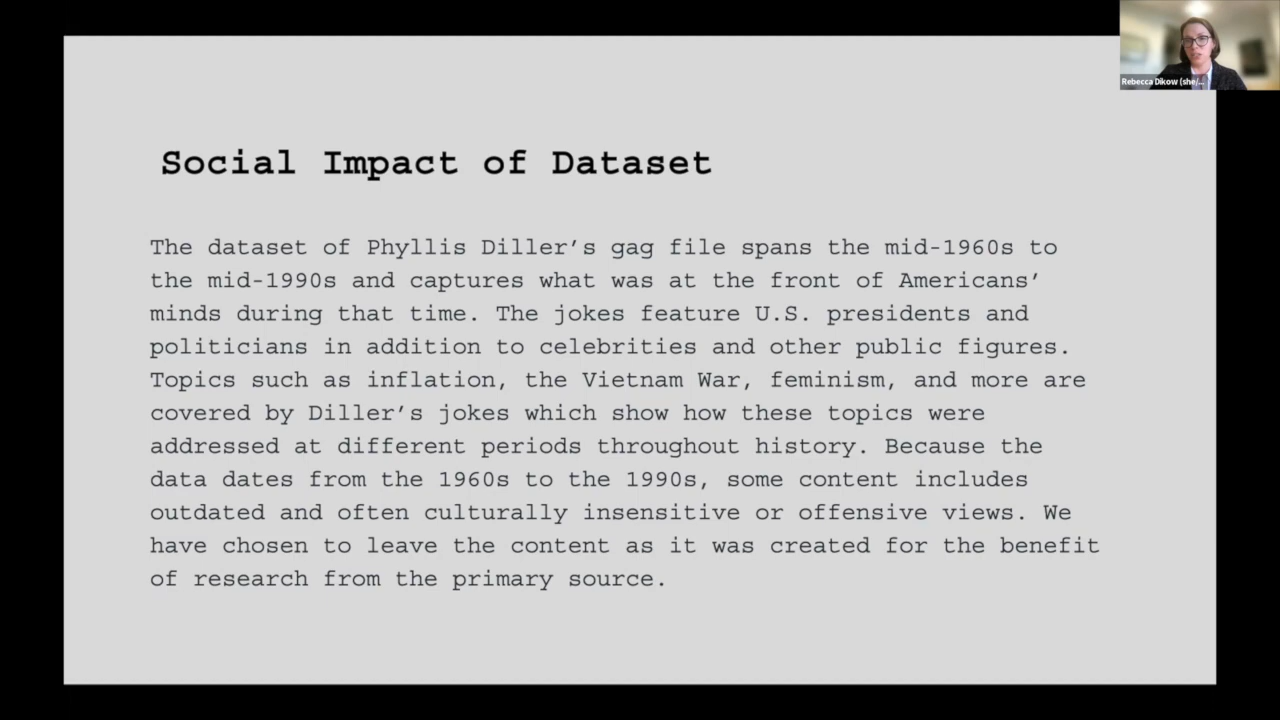 Rebecca Dikow (she/...
Social Impact of Dataset
The dataset of Phyllis Diller’s gag file spans the mid-1960s to
the mid-1990s and captures what was at the front of Americans’
minds during that time. The jokes feature U.S. presidents and
politicians in addition to celebrities and other public figures.
Topics such as inflation, the Vietnam War, feminism, and more are
covered by Diller’s jokes which show how these topics were
addressed at different periods throughout history. Because the
data dates from the 1960s to the 1990s, some content includes
outdated and often culturally insensitive or offensive views. We
have chosen to leave the content as it was created for the benefit
of research from the primary source.